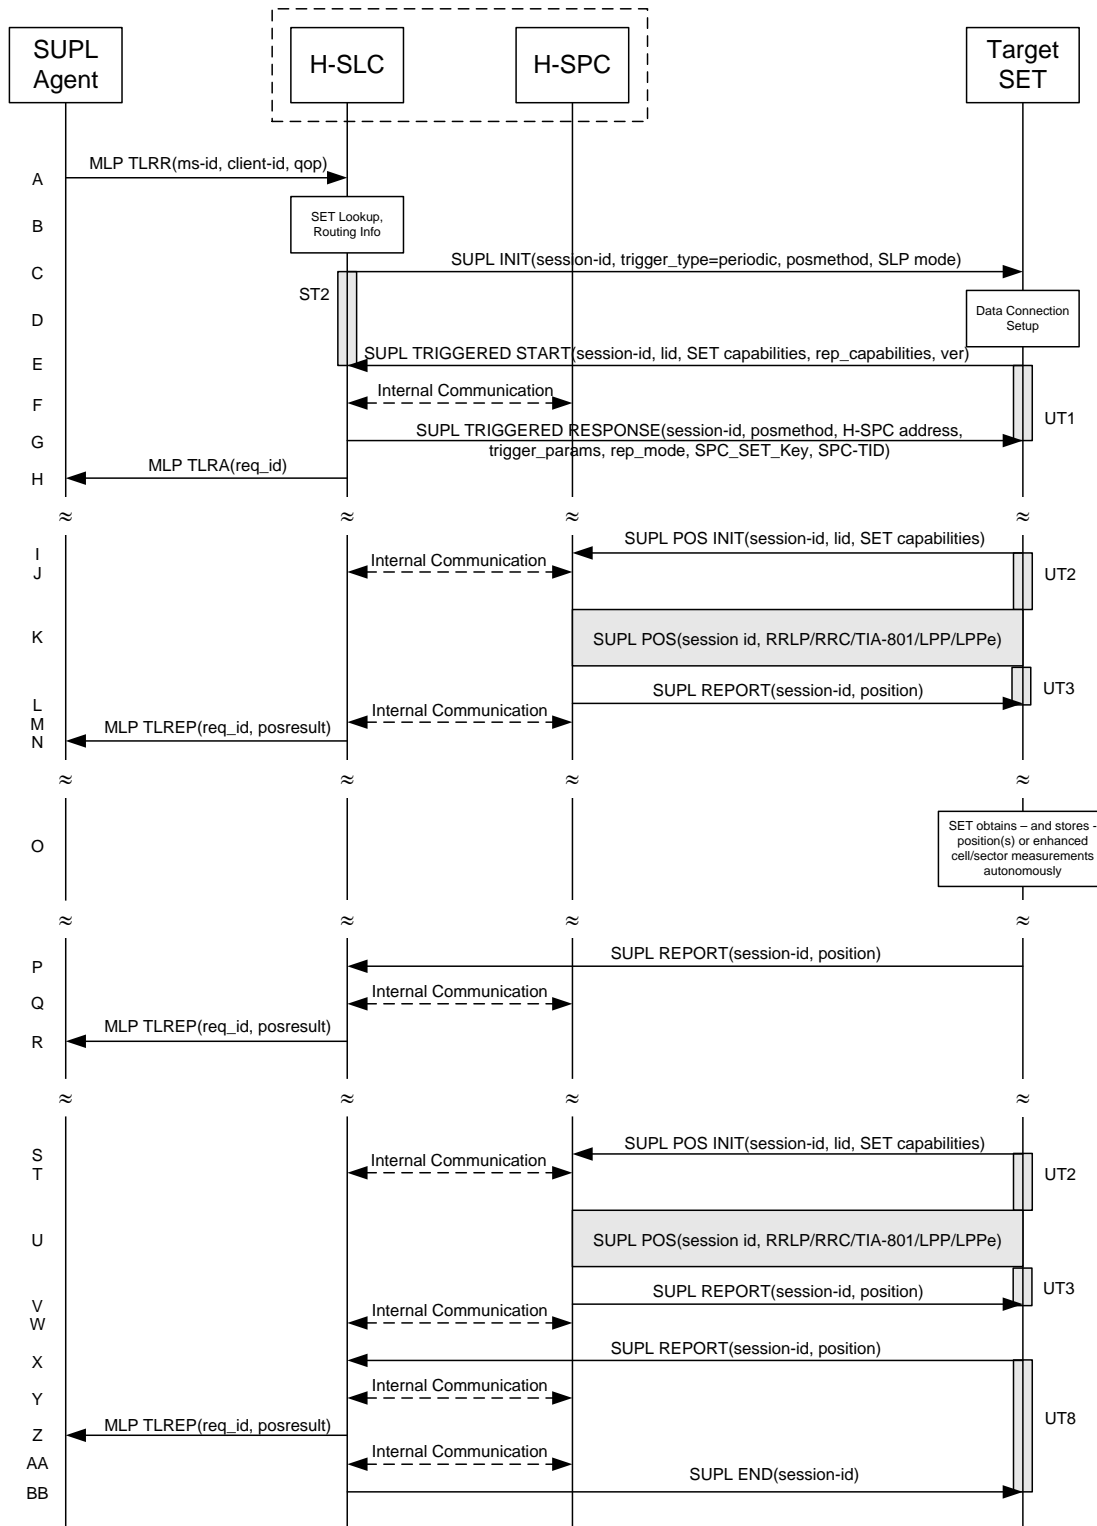 SUPL
Agent
H-SLC
H-SPC
Target
SET
MLP TLRR(ms-id, client-id, qop)
A
SET Lookup,
Routing Info
B
SUPL INIT(session-id, trigger_type=periodic, posmethod, SLP mode)
C
ST2
Data Connection
Setup
D
SUPL TRIGGERED START(session-id, lid, SET capabilities, rep_capabilities, ver)
E
Internal Communication
F
UT1
SUPL TRIGGERED RESPONSE(session-id, posmethod, H-SPC address,
trigger_params, rep_mode, SPC_SET_Key, SPC-TID)
G
MLP TLRA(req_id)
H
≈ ≈ ≈ ≈
SUPL POS INIT(session-id, lid, SET capabilities)
I
Internal Communication
J
UT2
K
SUPL POS(session id, RRLP/RRC/TIA-801/LPP/LPPe)
SUPL REPORT(session-id, position)
UT3
L
Internal Communication
M
MLP TLREP(req_id, posresult)
N
≈ ≈ ≈ ≈
O
SET obtains – and stores -
position(s) or enhanced
cell/sector measurements
autonomously
≈ ≈ ≈ ≈
SUPL REPORT(session-id, position)
P
Internal Communication
Q
MLP TLREP(req_id, posresult)
R
≈ ≈ ≈ ≈
SUPL POS INIT(session-id, lid, SET capabilities)
S
Internal Communication
T
UT2
U
SUPL POS(session id, RRLP/RRC/TIA-801/LPP/LPPe)
SUPL REPORT(session-id, position)
UT3
V
Internal Communication
W
SUPL REPORT(session-id, position)
X
Internal Communication
Y
MLP TLREP(req_id, posresult)
Z
UT8
Internal Communication
AA
SUPL END(session-id)
BB